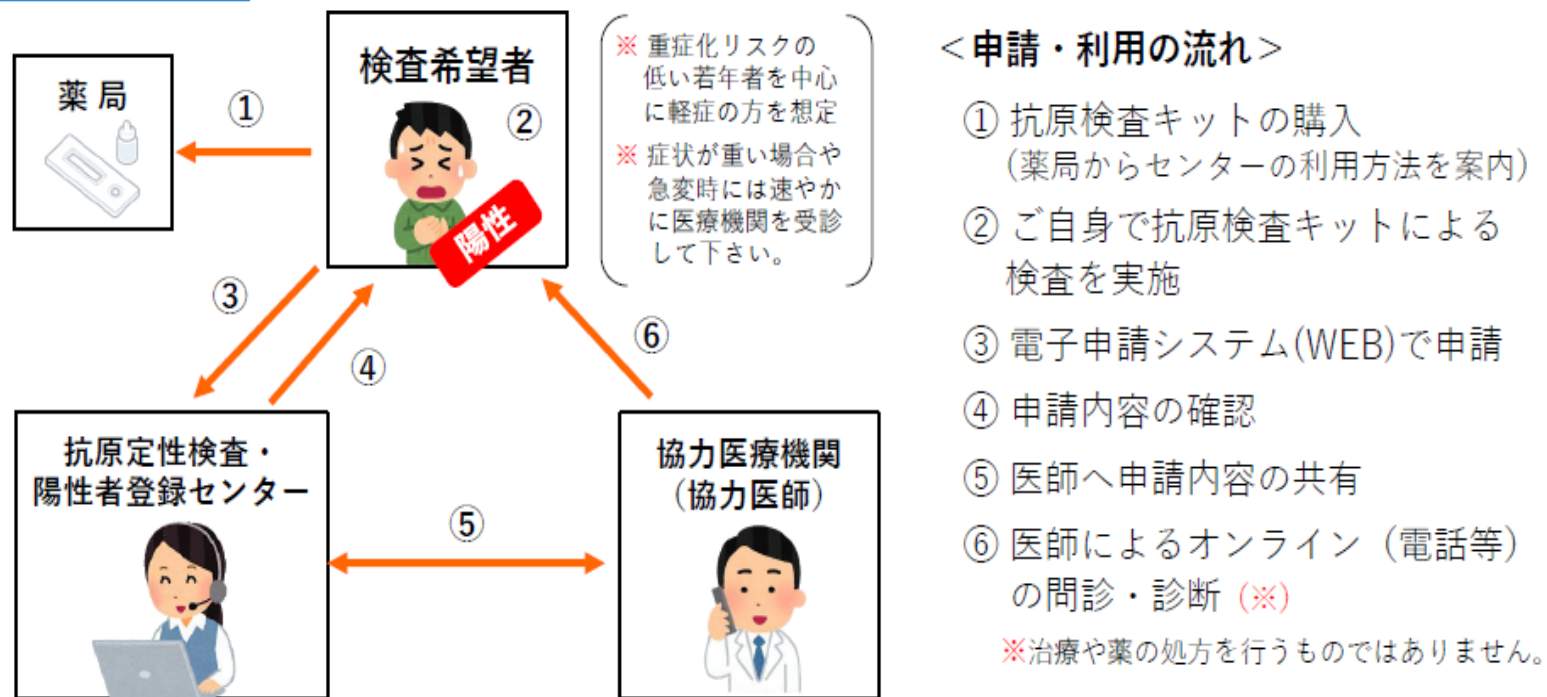 薬局
①
検査希望者
②
陽性
※ 重症化リスクの
低い若年者を中心
に軽症の方を想定
※ 症状が重い場合や
急変時には速やか
に医療機関を受診
して下さい。
③
④
⑥
抗原定性検査・
陽性者登録センター
⑤
協力医療機関
（協力医師）
＜申請・利用の流れ＞
① 抗原検査キットの購入
（薬局からセンターの利用方法を案内）
② ご自身で抗原検査キットによる
検査を実施
③ 電子申請システム(WEB)で申請
④ 申請内容の確認
⑤ 医師へ申請内容の共有
⑥ 医師によるオンライン（電話等）
の問診・診断（※）
※治療や薬の処方を行うものではありません。